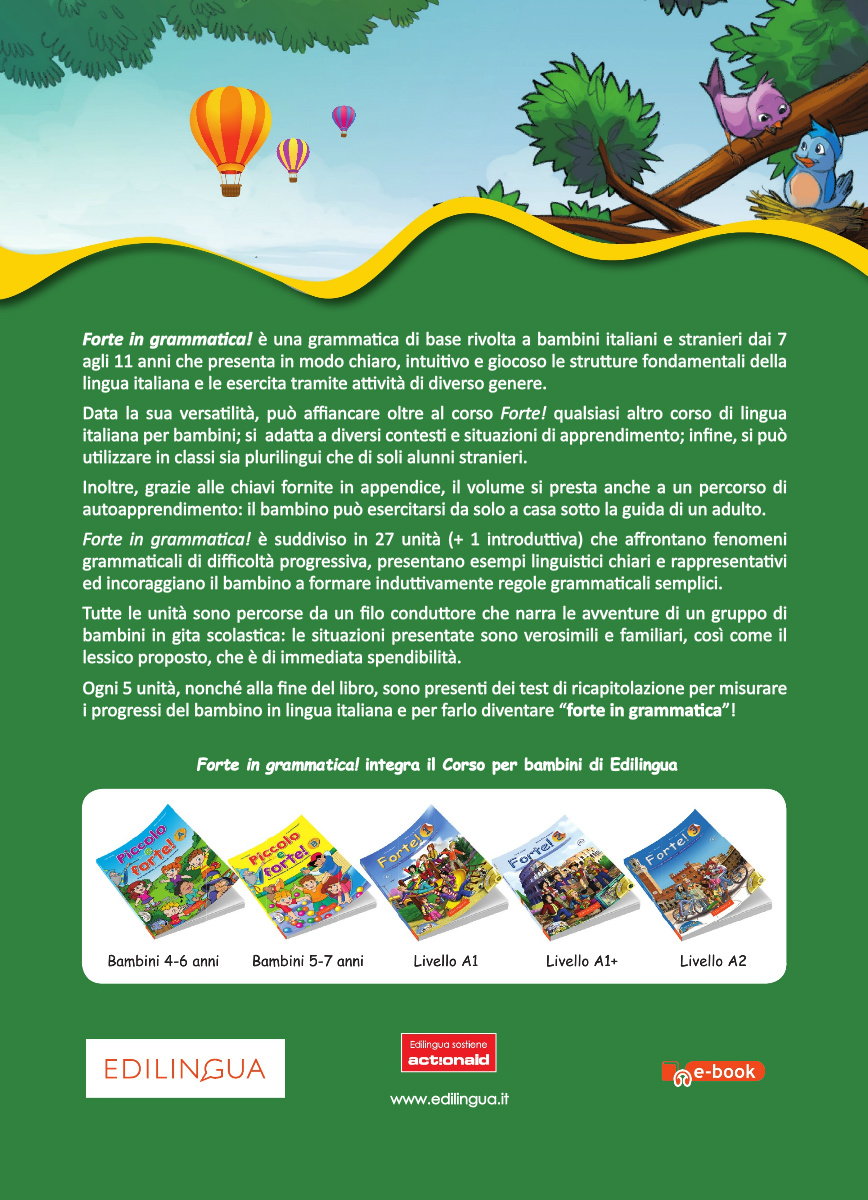 Forte in grammatica! è una grammatica di base rivolta a bambini italiani e stranieri dai 7
agli 11 anni che presenta in modo chiaro, intuitivo e giocoso le strutture fondamentali della
lingua italiana e le esercita tramite attività di diverso genere.
Data la sua versatilità, può affiancare oltre al corso Forte! qualsiasi altro corso di lingua
italiana per bambini; si adatta a diversi contesti e situazioni di apprendimento; infine, si può
utilizzare in classi sia plurilingui che di soli alunni stranieri.
Inoltre, grazie alle chiavi fornite in appendice, il volume si presta anche a un percorso di
autoapprendimento: il bambino può esercitarsi da solo a casa sotto la guida di un adulto.
Forte in grammatica! è suddiviso in 27 unità (+ 1 introduttiva) che affrontano fenomeni
grammaticali di difficoltà progressiva, presentano esempi linguistici chiari e rappresentativi
ed incoraggiano il bambino a formare induttivamente regole grammaticali semplici.
Tutte le unità sono percorse da un filo conduttore che narra le avventure di un gruppo di
bambini in gita scolastica: le situazioni presentate sono verosimili e familiari, così come il
lessico proposto, che è di immediata spendibilità.
Ogni 5 unità, nonché alla fine del libro, sono presenti dei test di ricapitolazione per misurare
i progressi del bambino in lingua italiana e per farlo diventare “forte in grammatica”!
Forte in grammatica! integra il Corso per bambini di Edilingua
Piccolo
e
forte! A
Piccolo
e
forte! B
Forte! 1
Forte! 2
Forte! 3
Bambini 4-6 anni
Bambini 5-7 anni
Livello A1
Livello A1+
Livello A2
EDILINGUA
Edilingua sostiene
act!onaid
www.edilingua.it
e-book